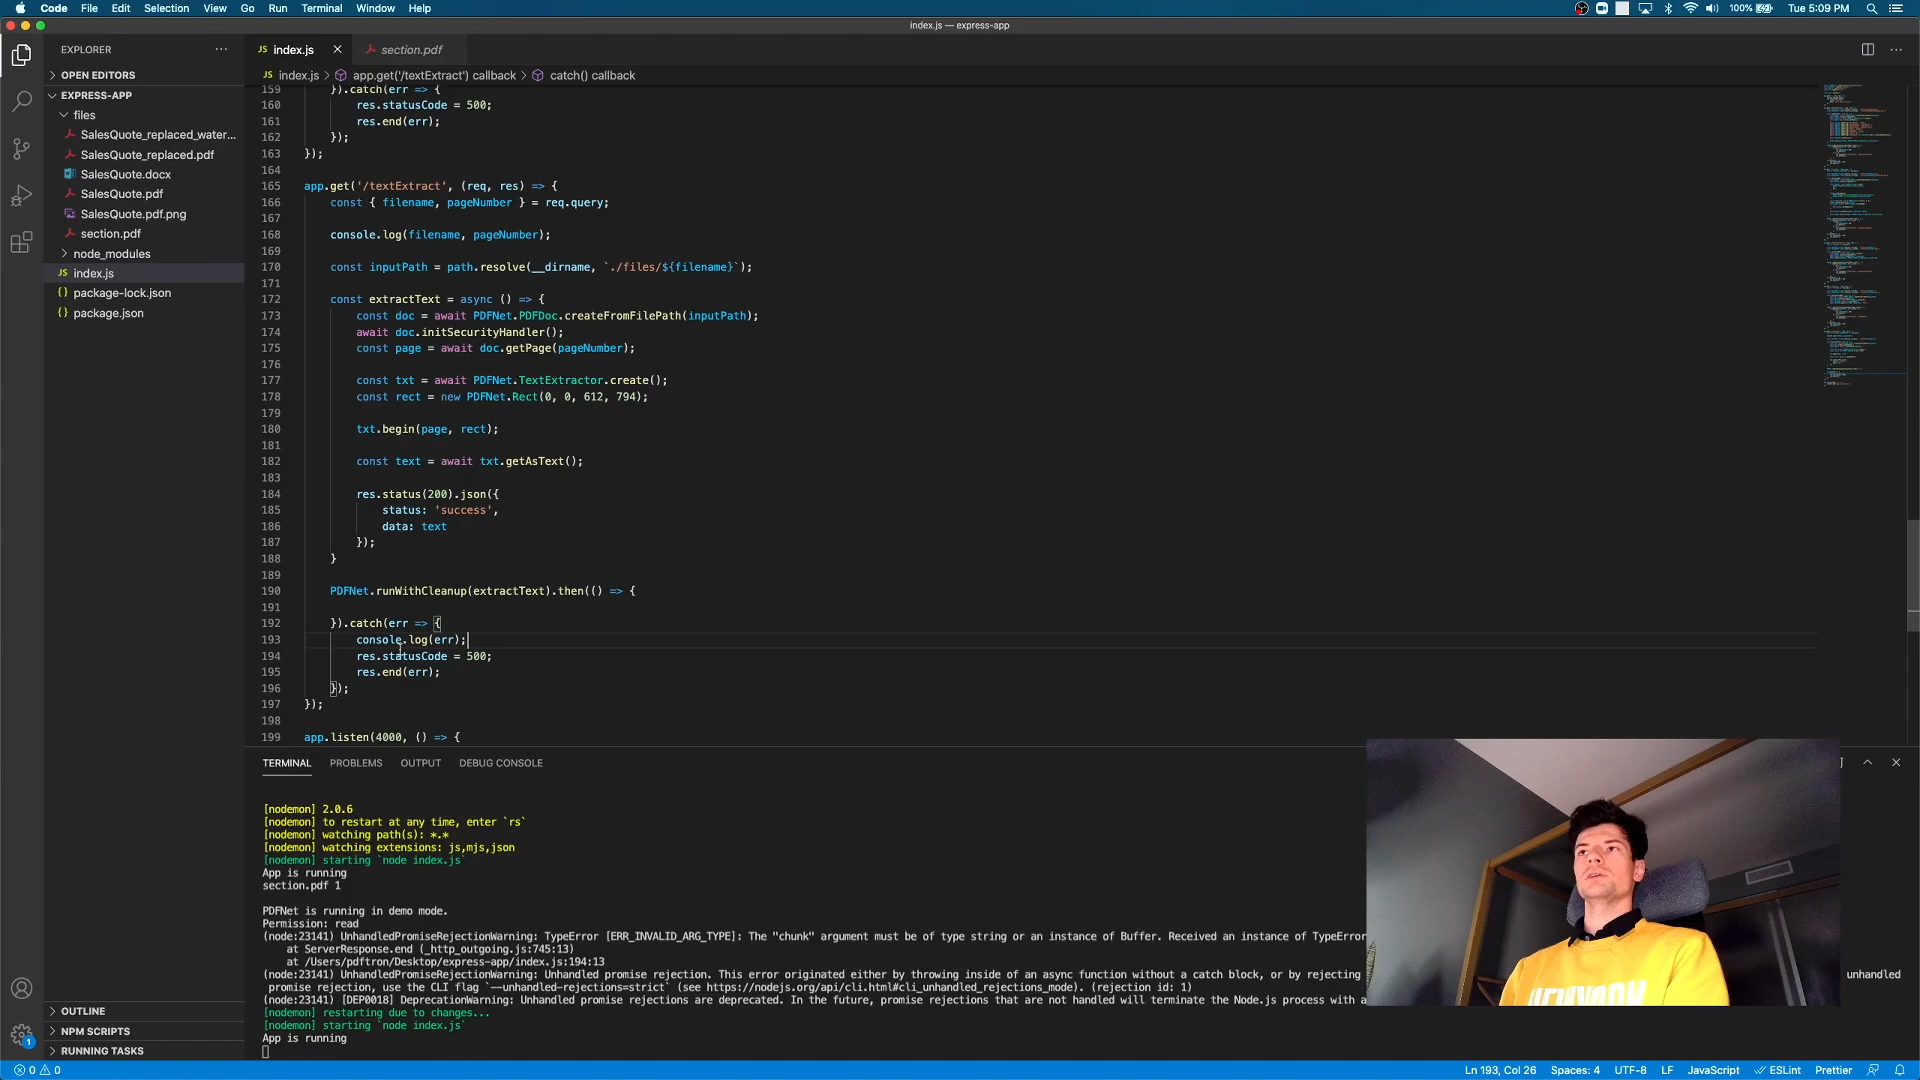 Code File Edit Selection View Go Run Terminal Window Help
100% Tue 5:09 PM
index.js — express-app
EXPLORER
OPEN EDITORS
EXPRESS-APP
files
SalesQuote_replaced_water...
SalesQuote_replaced.pdf
SalesQuote.docx
SalesQuote.pdf
SalesQuote.pdf.png
section.pdf
node_modules
JS index.js
{} package-lock.json
{} package.json
OUTLINE
NPM SCRIPTS
RUNNING TASKS
JS index.js section.pdf
JS index.js > app.get('/textExtract') callback > catch() callback
159 }).catch(err => {
160 res.statusCode = 500;
161 res.end(err);
162 });
163 });
164
165 app.get('/textExtract', (req, res) => {
166 const { filename, pageNumber } = req.query;
167
168 console.log(filename, pageNumber);
169
170 const inputPath = path.resolve(__dirname, `./files/${filename}`);
171
172 const extractText = async () => {
173 const doc = await PDFNet.PDFDoc.createFromFilePath(inputPath);
174 await doc.initSecurityHandler();
175 const page = await doc.getPage(pageNumber);
176
177 const txt = await PDFNet.TextExtractor.create();
178 const rect = new PDFNet.Rect(0, 0, 612, 794);
179
180 txt.begin(page, rect);
181
182 const text = await txt.getAsText();
183
184 res.status(200).json({
185 status: 'success',
186 data: text
187 });
188 }
189
190 PDFNet.runWithCleanup(extractText).then(() => {
191
192 }).catch(err => {
193 console.log(err);
194 res.statusCode = 500;
195 res.end(err);
196 });
197 });
198
199 app.listen(4000, () => {
TERMINAL PROBLEMS OUTPUT DEBUG CONSOLE
[nodemon] 2.0.6
[nodemon] to restart at any time, enter `rs`
[nodemon] watching path(s): *.*
[nodemon] watching extensions: js,mjs,json
[nodemon] starting `node index.js`
App is running
section.pdf 1
PDFNet is running in demo mode.
Permission: read
(node:23141) UnhandledPromiseRejectionWarning: TypeError [ERR_INVALID_ARG_TYPE]: The "chunk" argument must be of type string or an instance of Buffer. Received an instance of TypeError
at ServerResponse.end (_http_outgoing.js:745:13)
at /Users/pdftron/Desktop/express-app/index.js:194:13
(node:23141) UnhandledPromiseRejectionWarning: Unhandled promise rejection. This error originated either by throwing inside of an async function without a catch block, or by rejecting unhandled
promise rejection, use the CLI flag `--unhandled-rejections=strict` (see https://nodejs.org/api/cli.html#cli_unhandled_rejections_mode). (rejection id: 1)
(node:23141) [DEP0018] DeprecationWarning: Unhandled promise rejections are deprecated. In the future, promise rejections that are not handled will terminate the Node.js process with a
[nodemon] restarting due to changes...
[nodemon] starting `node index.js`
App is running
NEWYORK
1
0 0
Ln 193, Col 26 Spaces: 4 UTF-8 LF JavaScript ESLint Prettier